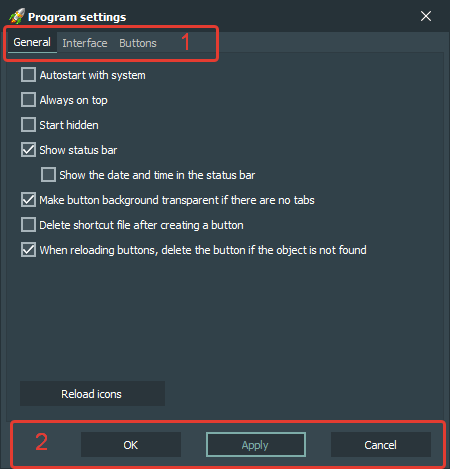 Program settings
General Interface Buttons 1
Autostart with system
Always on top
Start hidden
Show status bar
Show the date and time in the status bar
Make button background transparent if there are no tabs
Delete shortcut file after creating a button
When reloading buttons, delete the button if the object is not found
Reload icons
2 OK Apply Cancel